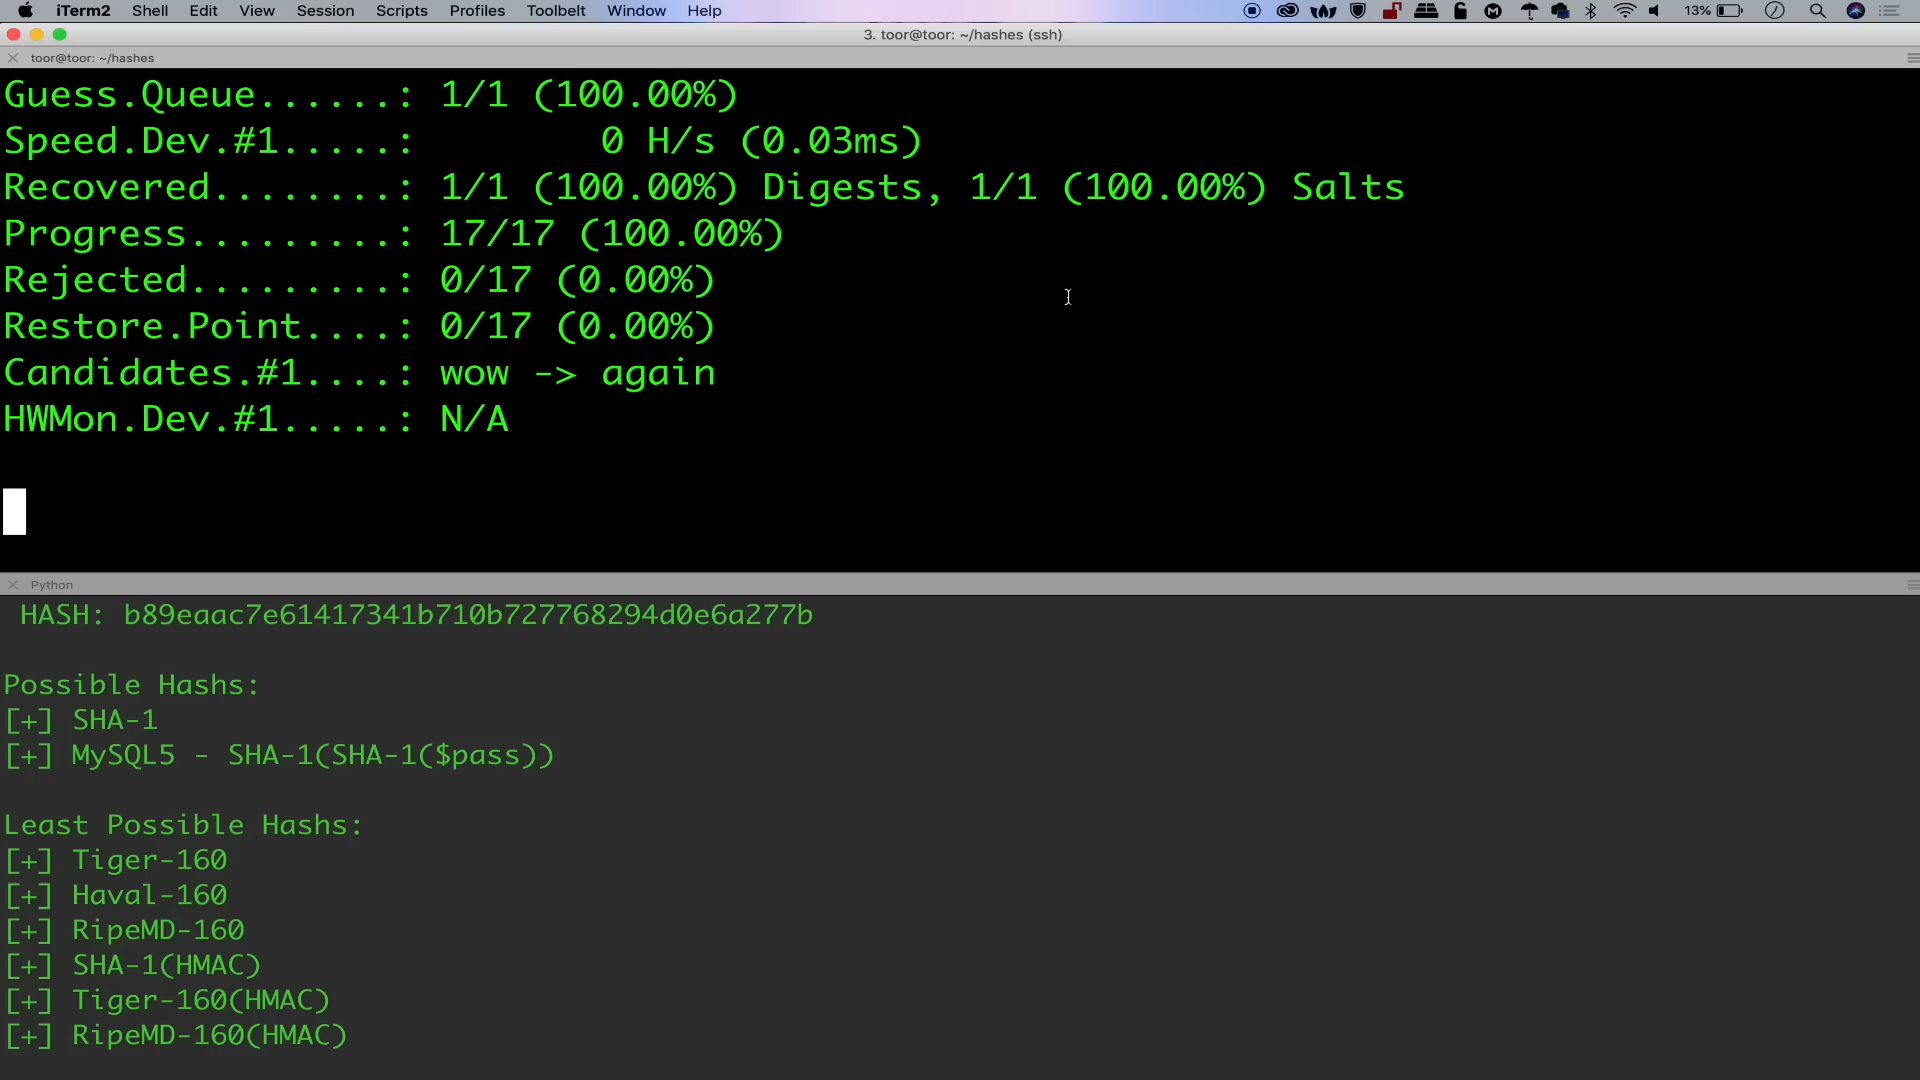 iTerm2 Shell Edit View Session Scripts Profiles Toolbelt Window Help 13%
3. toor@toor: ~/hashes (ssh)
toor@toor: ~/hashes
Guess.Queue......: 1/1 (100.00%)
Speed.Dev.#1.....: 0 H/s (0.03ms)
Recovered........: 1/1 (100.00%) Digests, 1/1 (100.00%) Salts
Progress.........: 17/17 (100.00%)
Rejected.........: 0/17 (0.00%)
Restore.Point....: 0/17 (0.00%)
Candidates.#1....: wow -> again
HWMon.Dev.#1.....: N/A
Python
HASH: b89eaac7e61417341b710b727768294d0e6a277b
Possible Hashs:
[+] SHA-1
[+] MySQL5 - SHA-1(SHA-1($pass))
Least Possible Hashs:
[+] Tiger-160
[+] Haval-160
[+] RipeMD-160
[+] SHA-1(HMAC)
[+] Tiger-160(HMAC)
[+] RipeMD-160(HMAC)